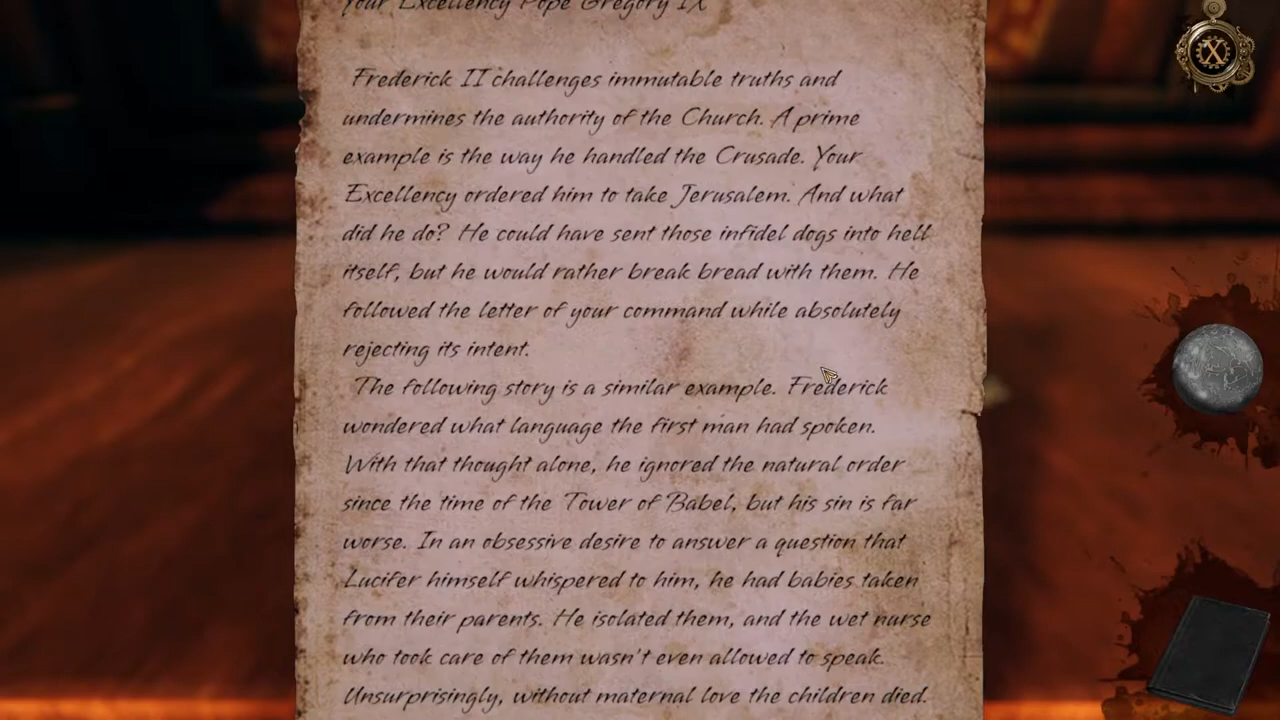 Your Excellency Pope Gregory IX
Frederick II challenges immutable truths and
undermines the authority of the Church. A prime
example is the way he handled the Crusade. Your
Excellency ordered him to take Jerusalem. And what
did he do? He could have sent those infidel dogs into hell
itself, but he would rather break bread with them. He
followed the letter of your command while absolutely
rejecting its intent.
The following story is a similar example. Frederick
wondered what language the first man had spoken.
With that thought alone, he ignored the natural order
since the time of the Tower of Babel, but his sin is far
worse. In an obsessive desire to answer a question that
Lucifer himself whispered to him, he had babies taken
from their parents. He isolated them, and the wet nurse
who took care of them wasn't even allowed to speak.
Unsurprisingly, without maternal love the children died.
X